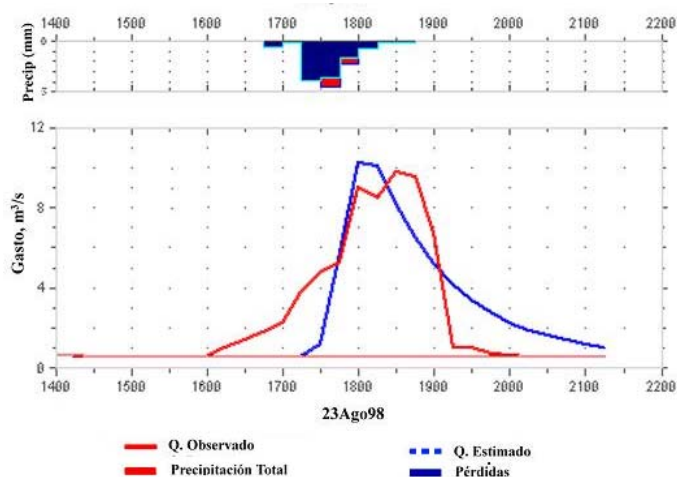 1400 1500 1600 1700 1800 1900 2000 2100 2200
Precip (mm)
0
5
Gasto, m³/s
12
8
4
0
1400 1500 1600 1700 1800 1900 2000 2100 2200
23Ago98
Q. Observado
Q. Estimado
Precipitación Total
Pérdidas